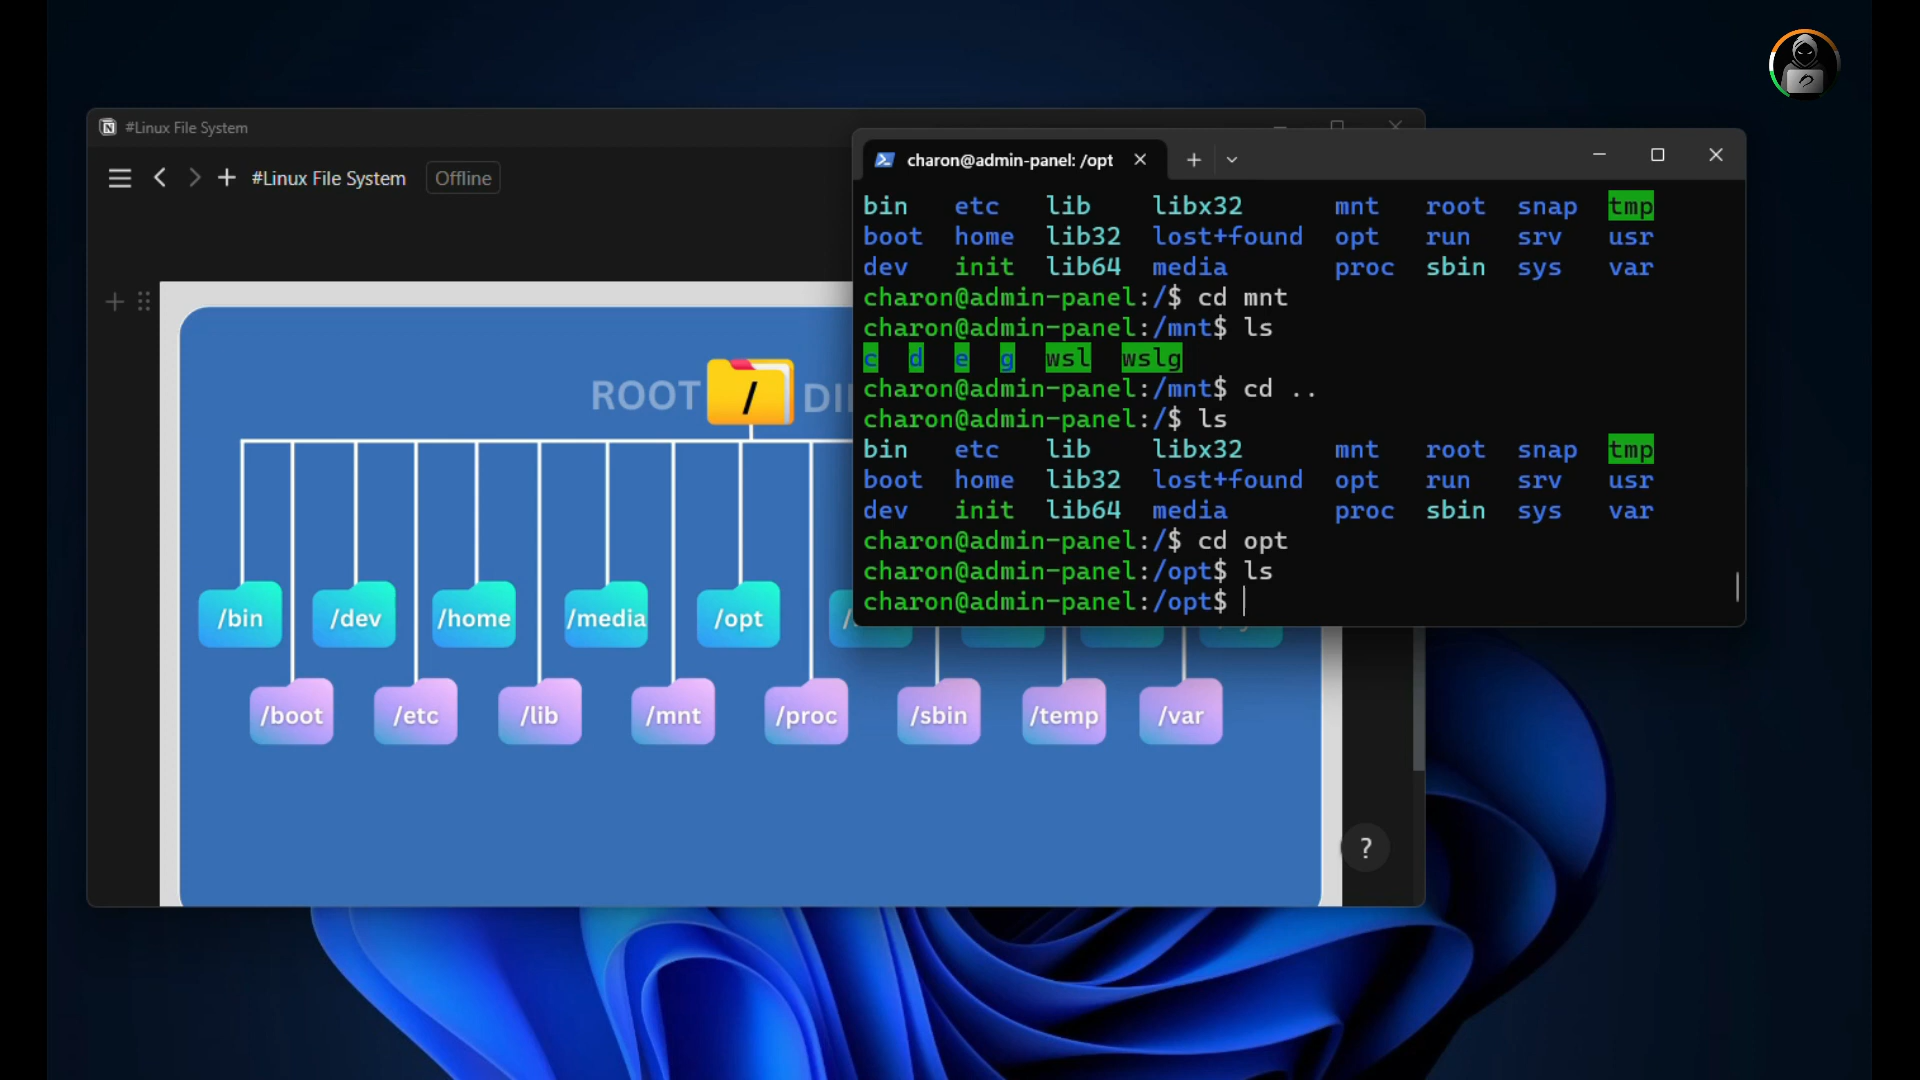 #Linux File System
#Linux File System Offline
ROOT /
/bin /dev /home /media /opt
/boot /etc /lib /mnt /proc /sbin /temp /var
?
charon@admin-panel: /opt
bin etc lib libx32 mnt root snap tmp
boot home lib32 lost+found opt run srv usr
dev init lib64 media proc sbin sys var
charon@admin-panel:/$ cd mnt
charon@admin-panel:/mnt$ ls
c d e g wsl wslg
charon@admin-panel:/mnt$ cd ..
charon@admin-panel:/$ ls
bin etc lib libx32 mnt root snap tmp
boot home lib32 lost+found opt run srv usr
dev init lib64 media proc sbin sys var
charon@admin-panel:/$ cd opt
charon@admin-panel:/opt$ ls
charon@admin-panel:/opt$